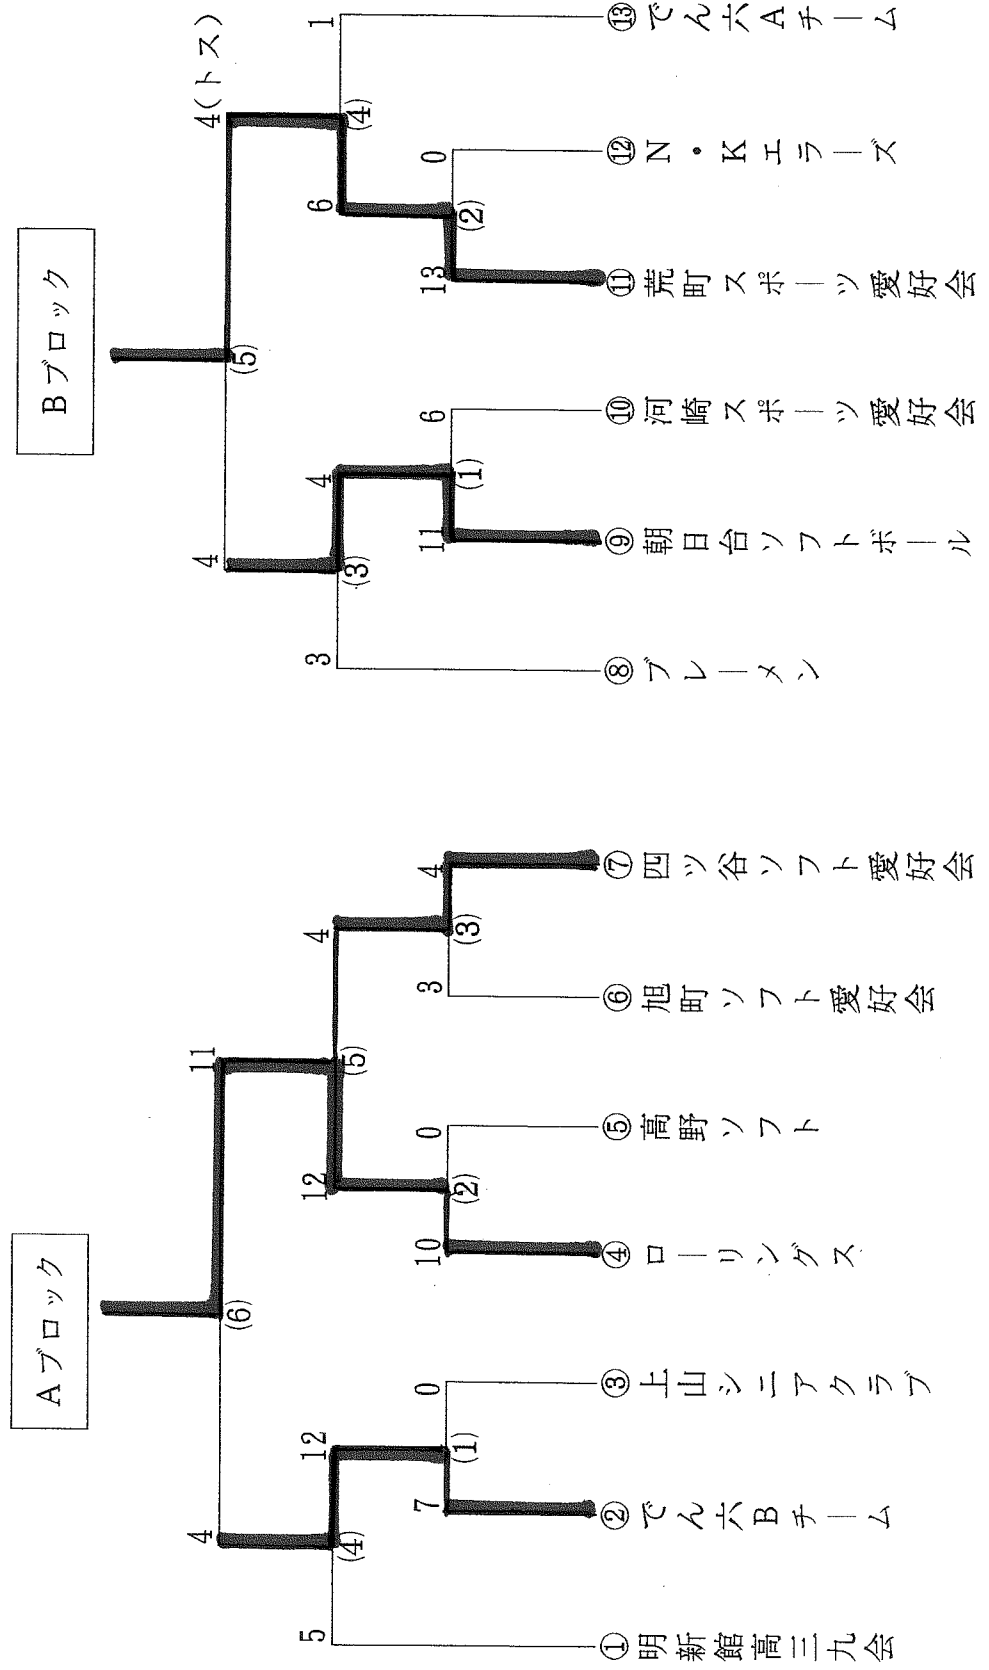 Aブロック
11
4
(6)
12
4
12
5
(4)
(5)
7
0
10
0
3
4
(1)
(2)
(3)
①明新館高三九会
②でん六Bチーム
③上山シニアクラブ
④ローリングス
⑤高野ソフト
⑥旭町ソフト愛好会
⑦四ツ谷ソフト愛好会
Bブロック
4
4(トス)
(5)
3
4
6
1
(3)
(4)
11
6
13
0
(1)
(2)
⑧ブレーメン
⑨朝日台ソフトボール
⑩河崎スポーツ愛好会
⑪荒町スポーツ愛好会
⑫N・Kエラーズ
⑬でん六Aチーム